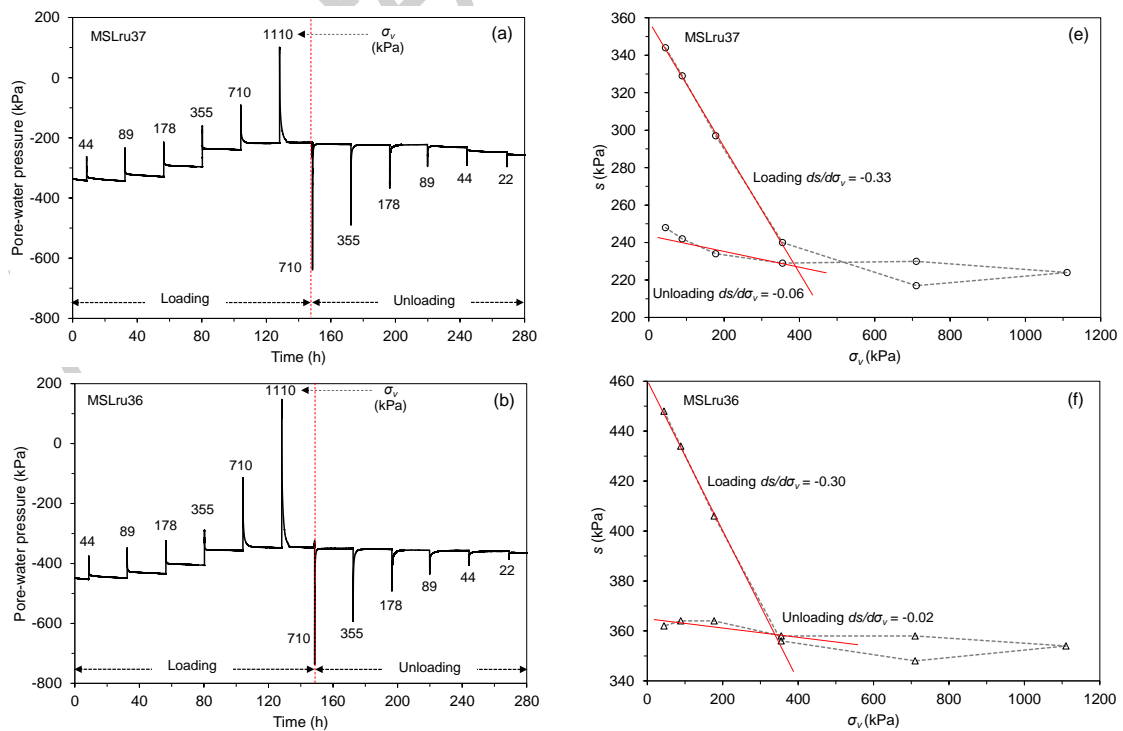 MSLru37
(a)
σv
(kPa)
1110
710
355
178
89
44
710
355
178
89
44
22
Loading
Unloading
200
0
-200
-400
-600
-800
0
40
80
120
160
200
240
280
Pore-water pressure (kPa)
Time (h)
MSLru37
(e)
Loading ds/dσv = -0.33
Unloading ds/dσv = -0.06
360
340
320
300
280
260
240
220
200
0
200
400
600
800
1000
1200
s (kPa)
σv (kPa)
MSLru36
(b)
σv
(kPa)
1110
710
355
178
89
44
710
355
178
89
44
22
Loading
Unloading
200
0
-200
-400
-600
-800
0
40
80
120
160
200
240
280
Pore-water pressure (kPa)
Time (h)
MSLru36
(f)
Loading ds/dσv = -0.30
Unloading ds/dσv = -0.02
460
440
420
400
380
360
340
0
200
400
600
800
1000
1200
s (kPa)
σv (kPa)